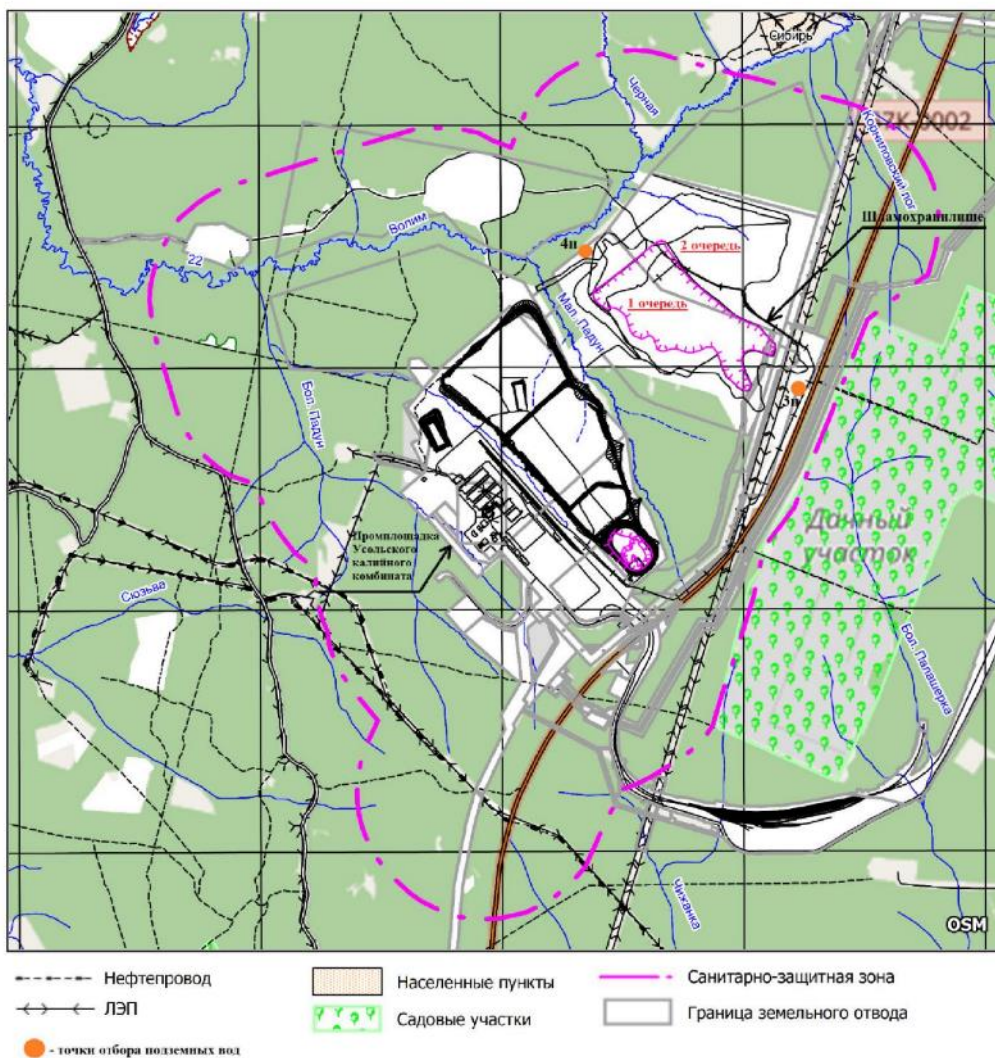 Сибирь
Черная
57К-0002
Корниловский лог
Шламохранилище
4п
2 очередь
Волим
22
1 очередь
Мал. Падун
3п
Бол. Падун
Данный
участок
Промплощадка
Усольского
калийного
комбината
Сюзьва
Бол. Палашерка
Чижанка
OSM
Нефтепровод
Населенные пункты
Санитарно-защитная зона
ЛЭП
Садовые участки
Граница земельного отвода
- точки отбора подземных вод